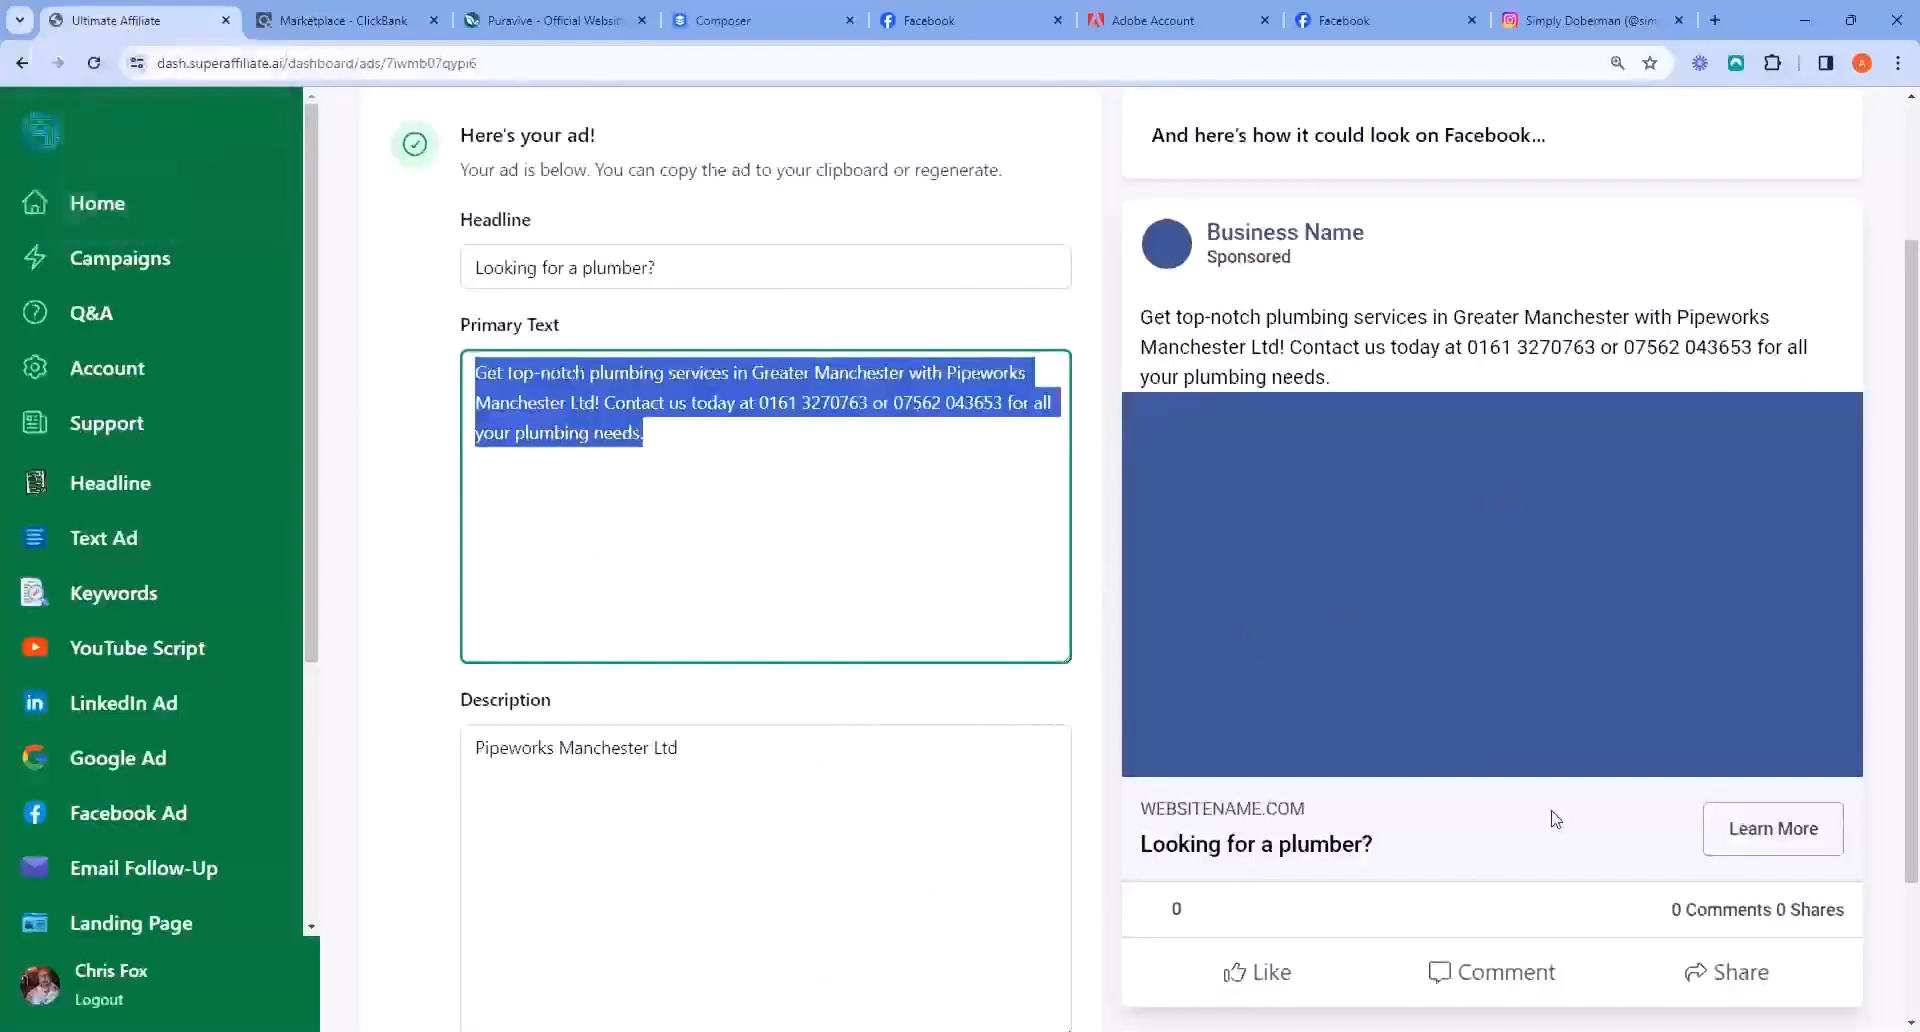 Ultimate Affiliate
Marketplace - ClickBank
Puravive - Official Website
Composer
Facebook
Adobe Account
Facebook
Simply Doberman (@sim
dash.superaffiliate.ai/dashboard/ads/7iwmb07qypr6
A
Home
Campaigns
Q&A
Account
Support
Headline
Text Ad
Keywords
YouTube Script
LinkedIn Ad
Google Ad
Facebook Ad
Email Follow-Up
Landing Page
Chris Fox
Logout
Here's your ad!
Your ad is below. You can copy the ad to your clipboard or regenerate.
Headline
Looking for a plumber?
Primary Text
Get top-notch plumbing services in Greater Manchester with Pipeworks
Manchester Ltd! Contact us today at 0161 3270763 or 07562 043653 for all
your plumbing needs.
Description
Pipeworks Manchester Ltd
And here's how it could look on Facebook...
Business Name
Sponsored
Get top-notch plumbing services in Greater Manchester with Pipeworks
Manchester Ltd! Contact us today at 0161 3270763 or 07562 043653 for all
your plumbing needs.
WEBSITENAME.COM
Looking for a plumber?
Learn More
0
0 Comments 0 Shares
Like
Comment
Share